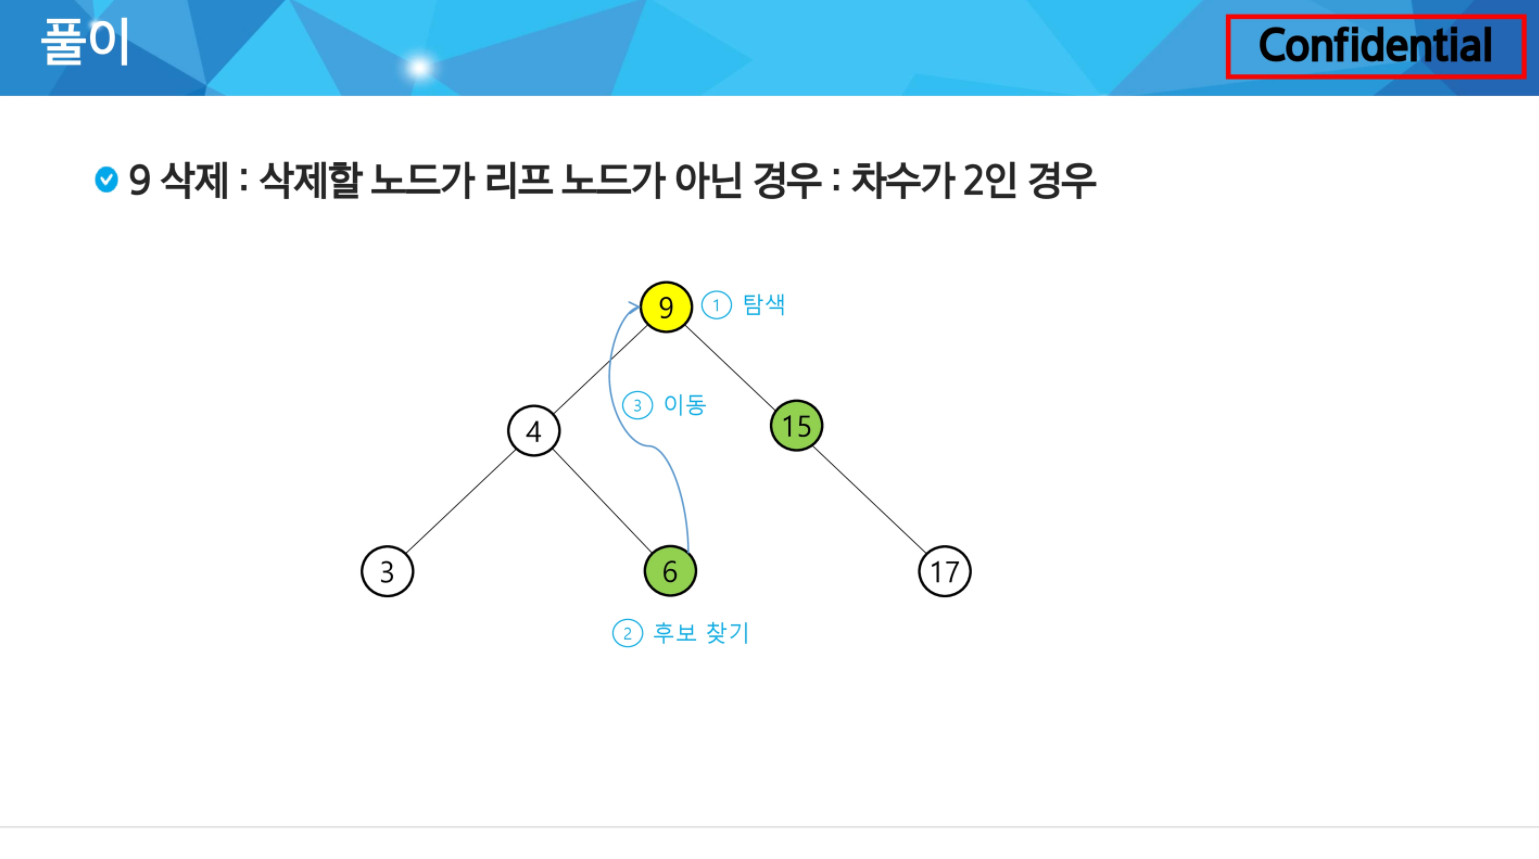 풀이
Confidential
9 삭제 : 삭제할 노드가 리프 노드가 아닌 경우 : 차수가 2인 경우
9
① 탐색
③ 이동
4
15
3
6
17
② 후보 찾기